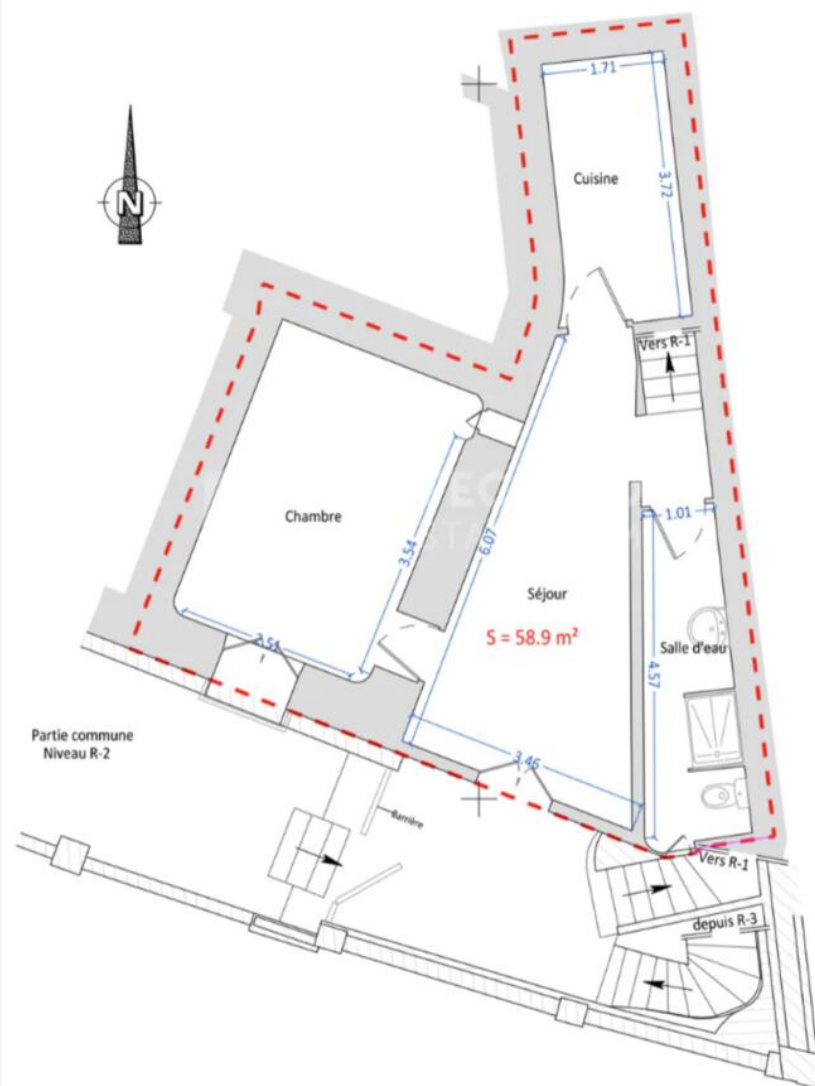 1.71
N
Cuisine
3.72
Vers R-1
Chambre
3.54
6.07
1.01
Séjour
S = 58.9 m²
Salle d'eau
4.57
2.51
Partie commune
Niveau R-2
3.46
Barrière
Vers R-1
depuis R-3